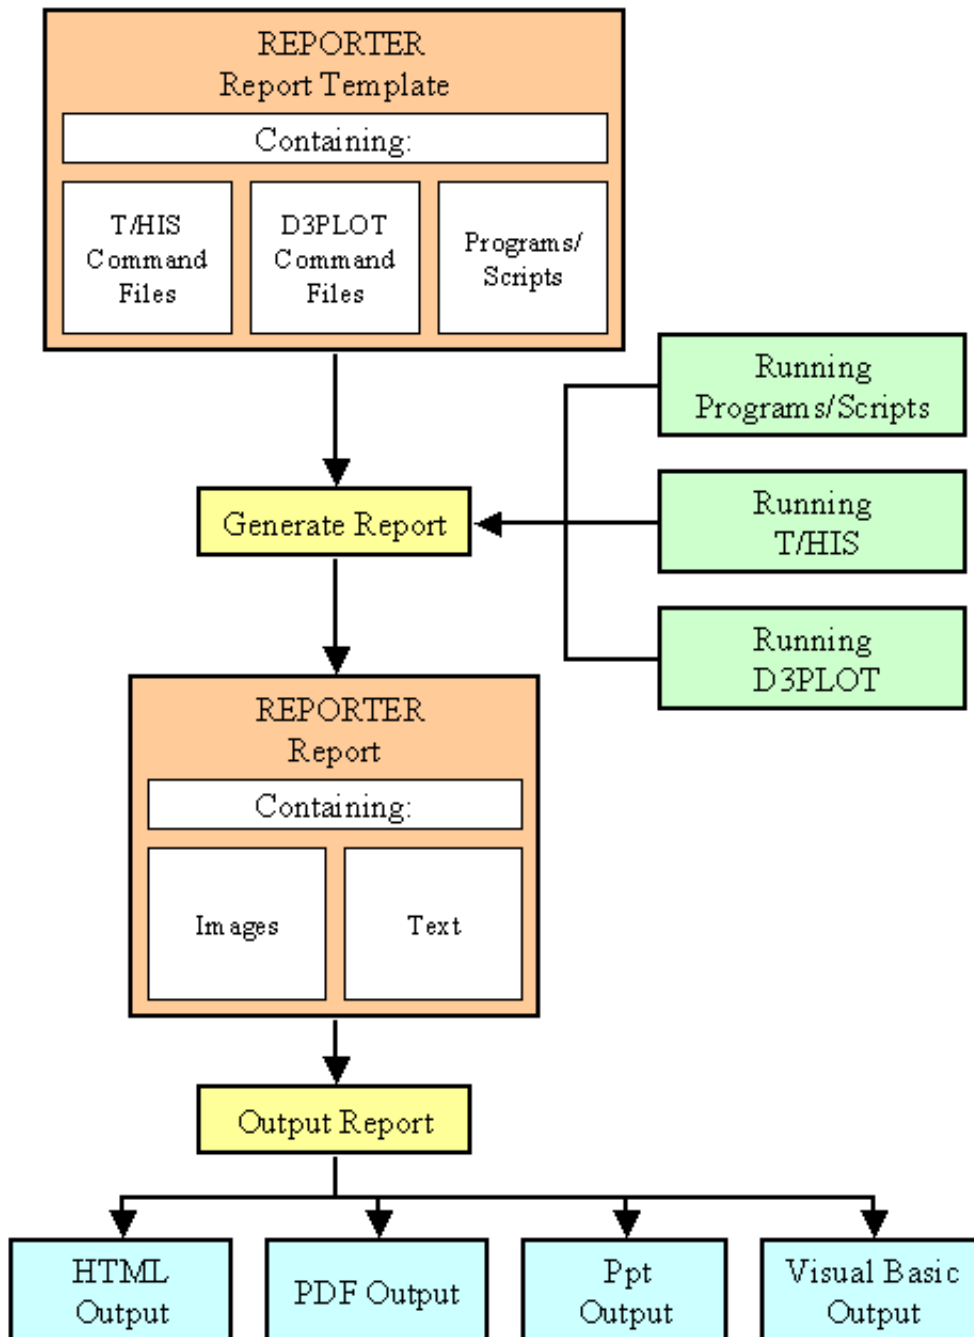 REPORTER
Report Template
Containing:
T/HIS
Command
Files
D3PLOT
Command
Files
Programs/
Scripts
Running
Programs/Scripts
Generate Report
Running
T/HIS
Running
D3PLOT
REPORTER
Report
Containing:
Images
Text
Output Report
HTML
Output
PDF Output
Ppt
Output
Visual Basic
Output